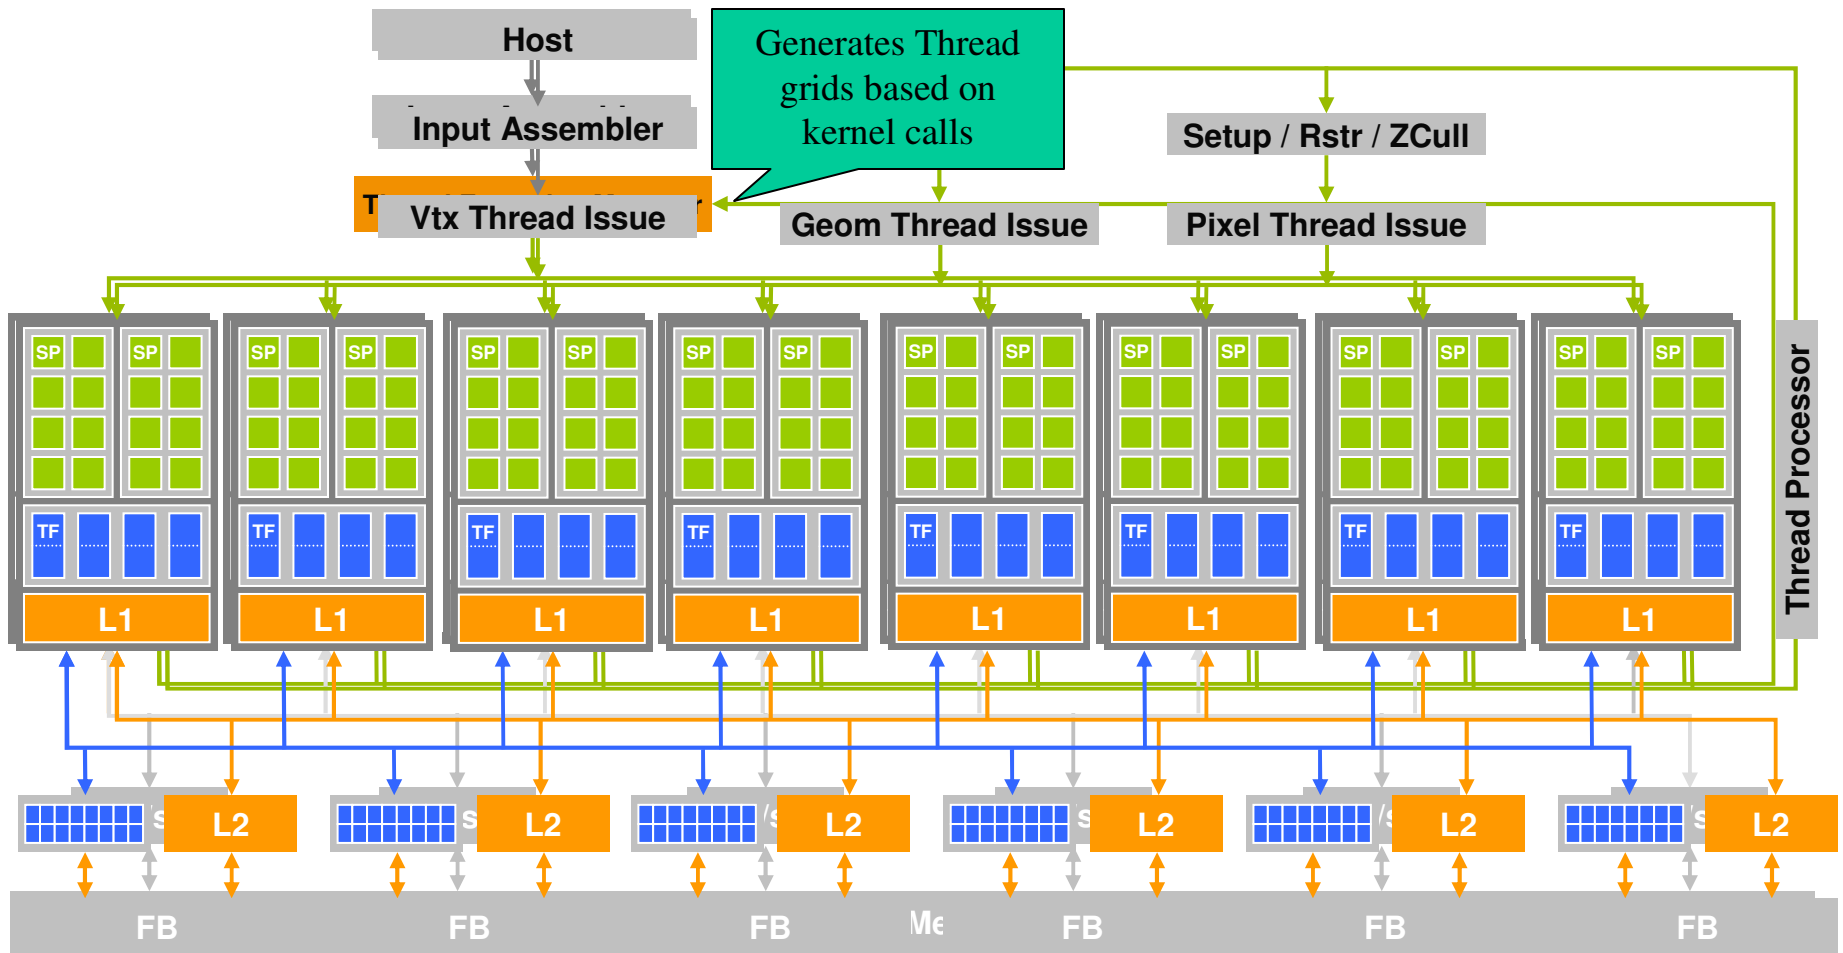 Host
Generates Thread
grids based on
kernel calls
Input Assembler
Setup / Rstr / ZCull
Vtx Thread Issue
Geom Thread Issue
Pixel Thread Issue
SP SP SP SP SP SP SP SP SP SP SP SP SP SP SP SP
Thread Processor
TF TF TF TF TF TF TF TF
L1 L1 L1 L1 L1 L1 L1 L1
L2 L2 L2 L2 L2 L2
FB FB FB FB FB FB